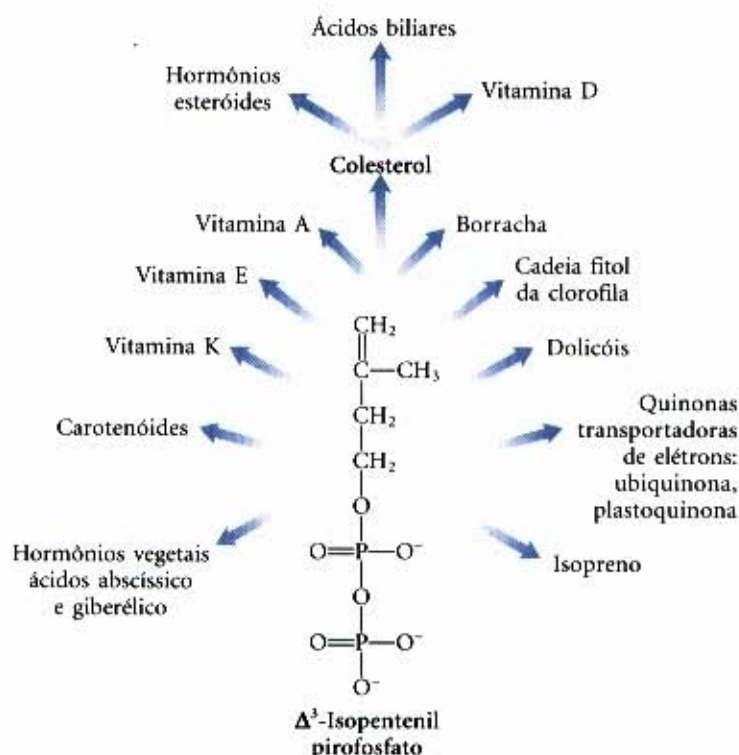 Ácidos biliares
Hormônios
esteróides
Vitamina D
Colesterol
Vitamina A
Borracha
Vitamina E
Cadeia fitol
da clorofila
Vitamina K
Dolicóis
Carotenóides
Quinonas
transportadoras
de elétrons:
ubiquinona,
plastoquinona
Hormônios vegetais
ácidos abscíssico
e giberélico
Isopreno
CH₂
C—CH₃
CH₂
CH₂
O
O=P—O⁻
O
O=P—O⁻
O⁻
Δ³-Isopentenil
pirofosfato